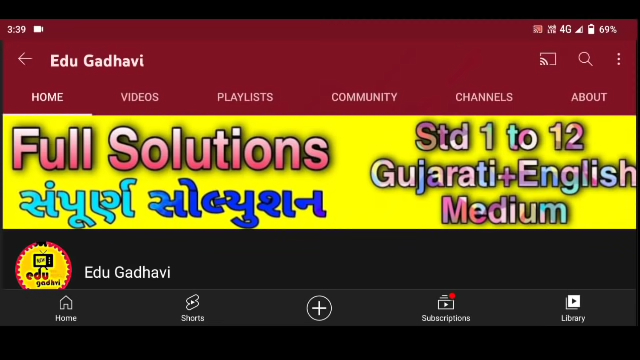 3:39 4G 69%
Edu Gadhavi
HOME VIDEOS PLAYLISTS COMMUNITY CHANNELS ABOUT
Full Solutions
સંપૂર્ણ સોલ્યુશન
Std 1 to 12
Gujarati+English
Medium
edu
gadhavi
Edu Gadhavi
Home Shorts Subscriptions Library